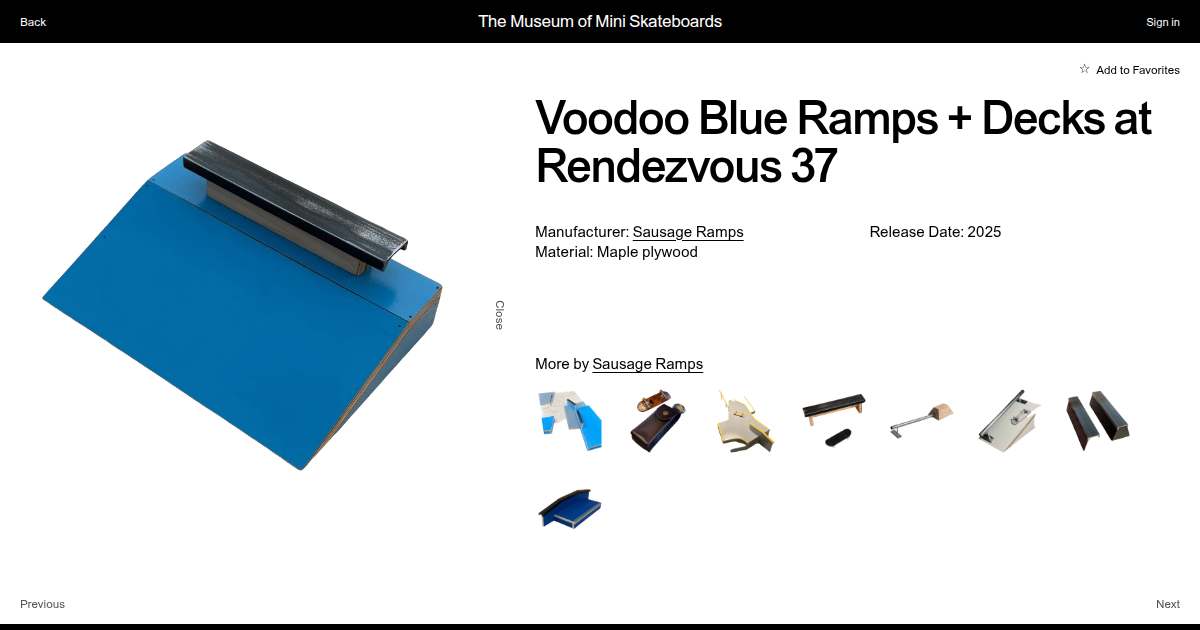 Back
The Museum of Mini Skateboards
Sign in
☆ Add to Favorites
Voodoo Blue Ramps + Decks at
Rendezvous 37
Manufacturer: Sausage Ramps
Release Date: 2025
Material: Maple plywood
Close
More by Sausage Ramps
Previous
Next